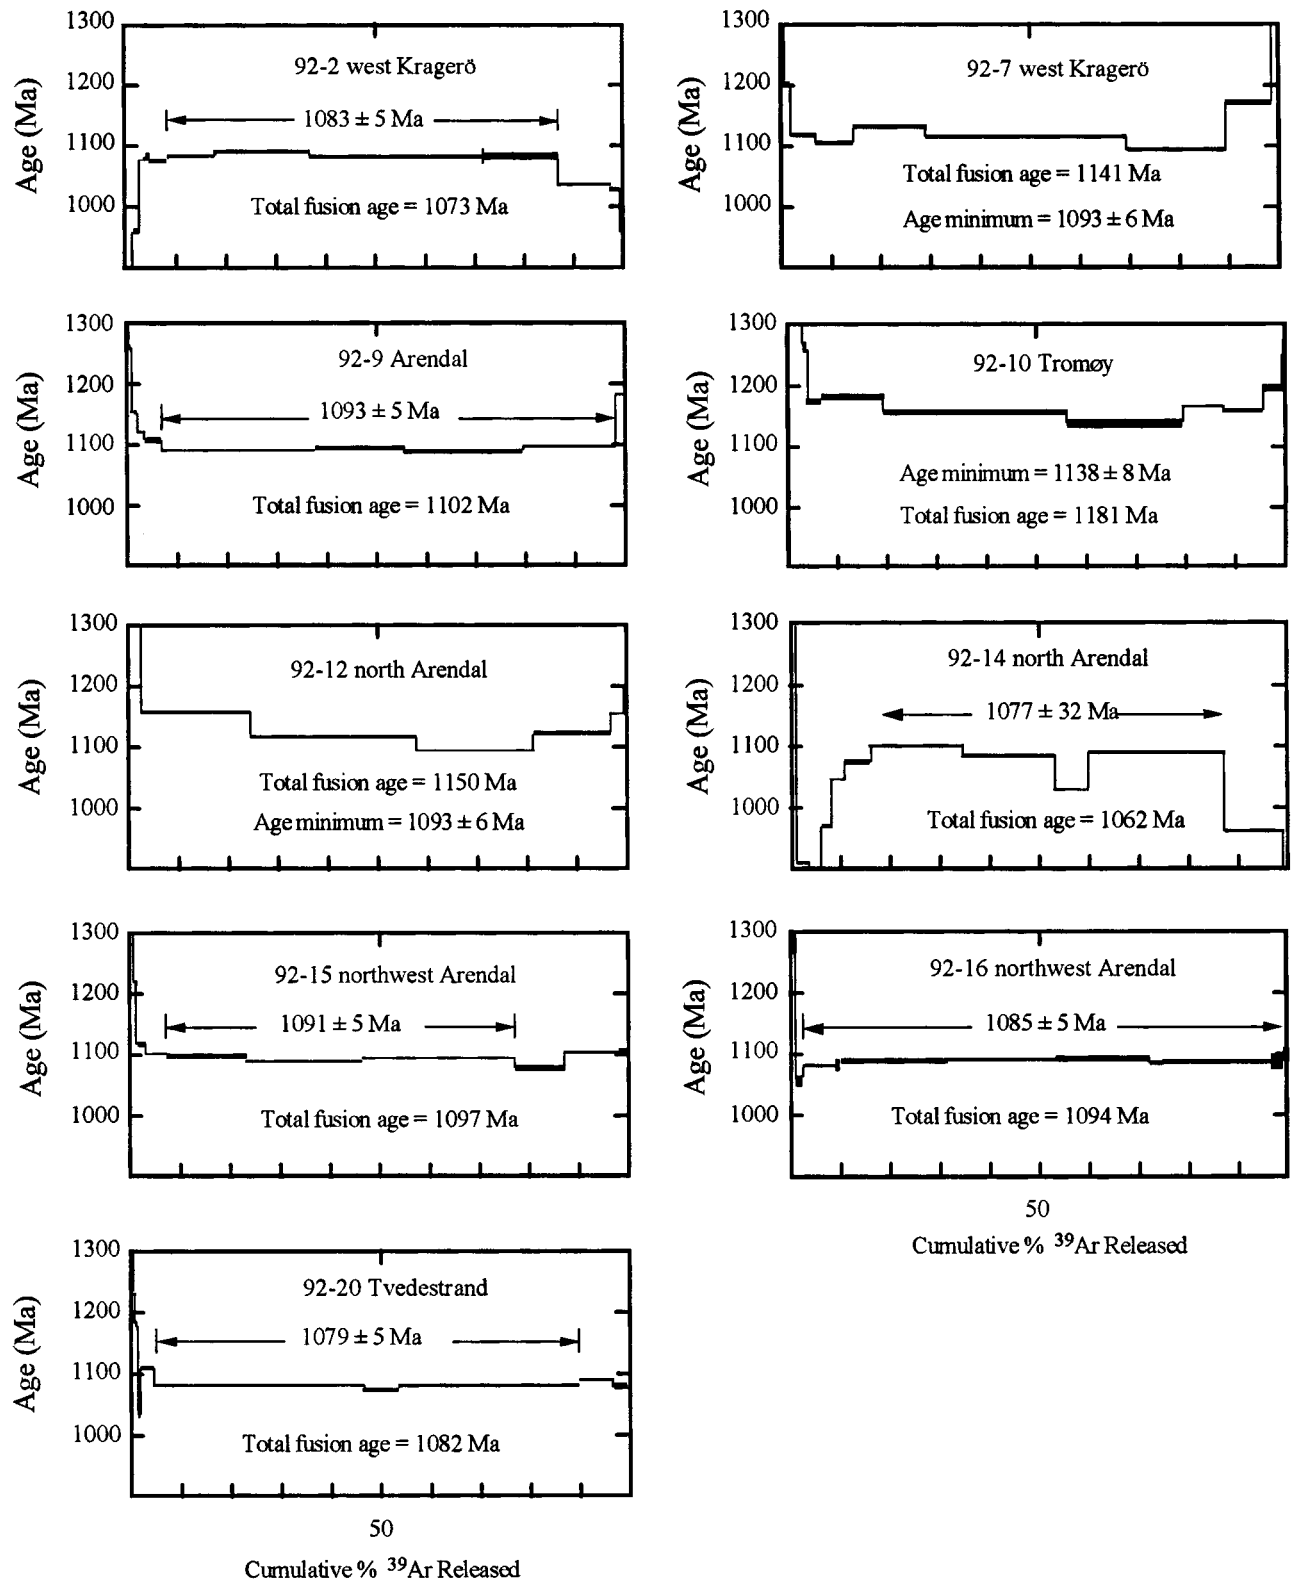 1300
1200
1100
1000
Age (Ma)
92-2 west Kragerö
1083 ± 5 Ma
Total fusion age = 1073 Ma
1300
1200
1100
1000
Age (Ma)
92-7 west Kragerö
Total fusion age = 1141 Ma
Age minimum = 1093 ± 6 Ma
1300
1200
1100
1000
Age (Ma)
92-9 Arendal
1093 ± 5 Ma
Total fusion age = 1102 Ma
1300
1200
1100
1000
Age (Ma)
92-10 Tromøy
Age minimum = 1138 ± 8 Ma
Total fusion age = 1181 Ma
1300
1200
1100
1000
Age (Ma)
92-12 north Arendal
Total fusion age = 1150 Ma
Age minimum = 1093 ± 6 Ma
1300
1200
1100
1000
Age (Ma)
92-14 north Arendal
1077 ± 32 Ma
Total fusion age = 1062 Ma
1300
1200
1100
1000
Age (Ma)
92-15 northwest Arendal
1091 ± 5 Ma
Total fusion age = 1097 Ma
1300
1200
1100
1000
Age (Ma)
92-16 northwest Arendal
1085 ± 5 Ma
Total fusion age = 1094 Ma
50
Cumulative % ³⁹Ar Released
1300
1200
1100
1000
Age (Ma)
92-20 Tvedestrand
1079 ± 5 Ma
Total fusion age = 1082 Ma
50
Cumulative % ³⁹Ar Released